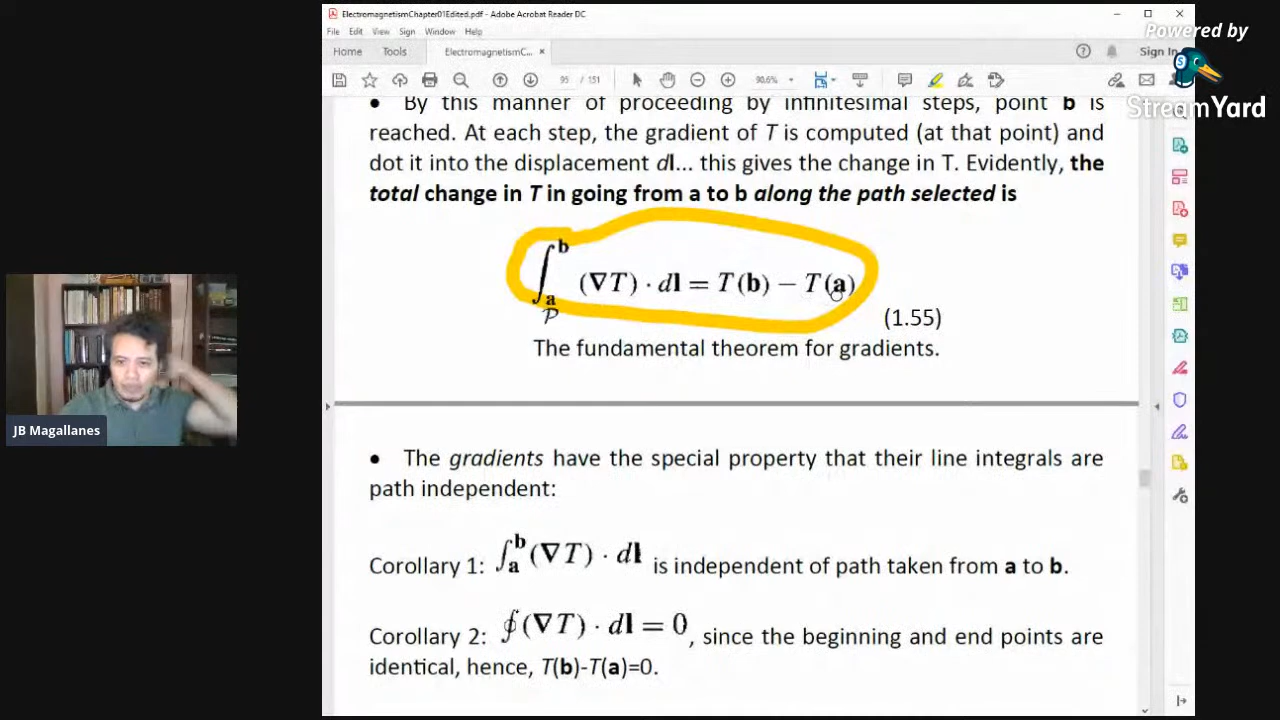 ElectromagnetismChapter01Edited.pdf - Adobe Acrobat Reader DC
File Edit View Sign Window Help
Home Tools ElectromagnetismC... × Sign In
95 / 151 90.6%
Powered by
StreamYard
• By this manner of proceeding by infinitesimal steps, point b is
reached. At each step, the gradient of T is computed (at that point) and
dot it into the displacement dl... this gives the change in T. Evidently, the
total change in T in going from a to b along the path selected is
∫ₐᵇ (∇T) · dl = T(b) − T(a)
𝒫
(1.55)
The fundamental theorem for gradients.
• The gradients have the special property that their line integrals are
path independent:
Corollary 1: ∫ₐᵇ (∇T) · dl is independent of path taken from a to b.
Corollary 2: ∮(∇T) · dl = 0, since the beginning and end points are
identical, hence, T(b)-T(a)=0.
JB Magallanes